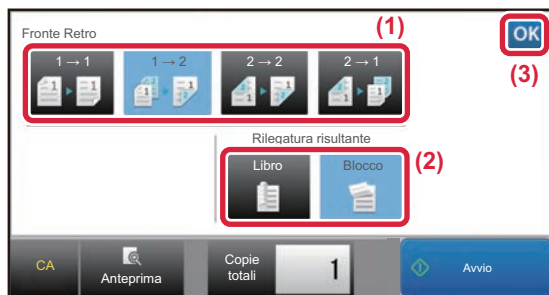 Fronte Retro
(1)
OK
(3)
1 → 1
1 → 2
2 → 2
2 → 1
Rilegatura risultante
(2)
Libro
Blocco
CA
Anteprima
Copie
totali
1
Avvio